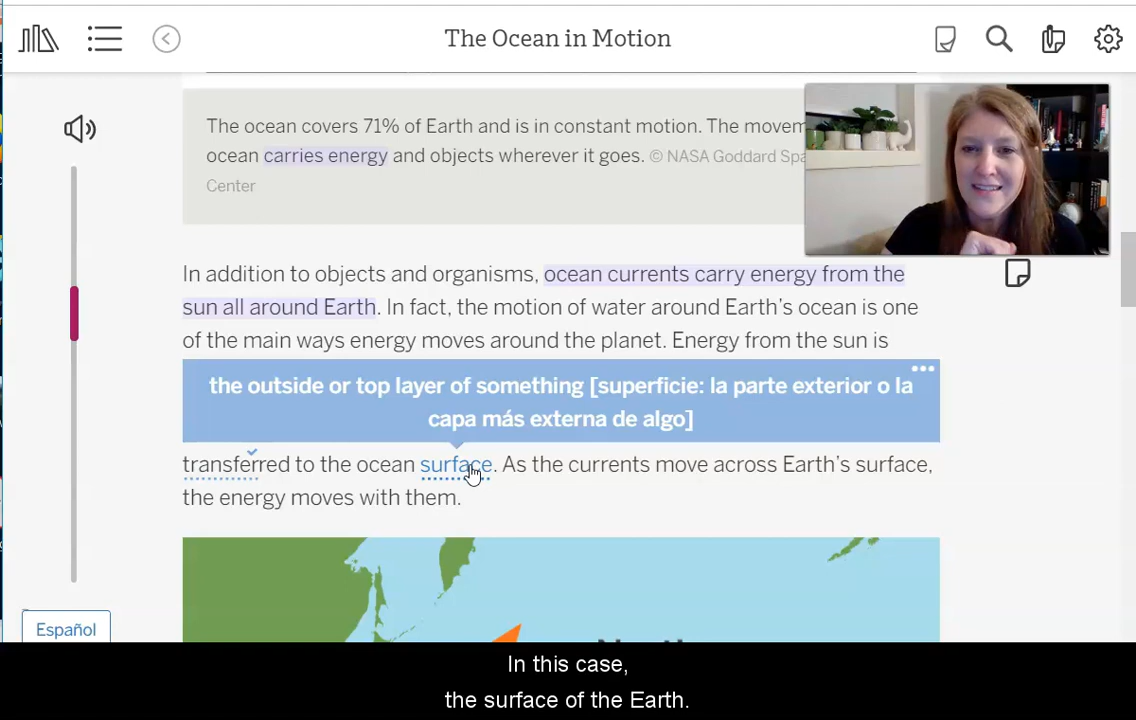 The Ocean in Motion
The ocean covers 71% of Earth and is in constant motion. The movem
ocean carries energy and objects wherever it goes. © NASA Goddard Spa
Center
In addition to objects and organisms, ocean currents carry energy from the
sun all around Earth. In fact, the motion of water around Earth's ocean is one
of the main ways energy moves around the planet. Energy from the sun is
the outside or top layer of something [superficie: la parte exterior o la
capa más externa de algo]
transferred to the ocean surface. As the currents move across Earth's surface,
the energy moves with them.
Español
In this case,
the surface of the Earth.